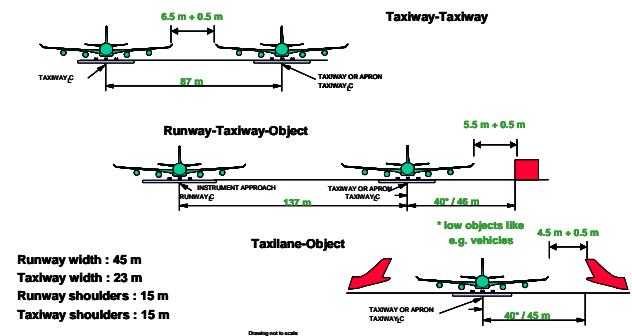 Taxiway-Taxiway
6.5 m + 0.5 m
TAXIWAY ℄
TAXIWAY OR APRON
TAXIWAY ℄
87 m
Runway-Taxiway-Object
5.5 m + 0.5 m
INSTRUMENT APPROACH
RUNWAY ℄
TAXIWAY OR APRON
TAXIWAY ℄
137 m
40* / 46 m
* low objects like
e.g. vehicles
Taxilane-Object
4.5 m + 0.5 m
Runway width : 45 m
Taxiway width : 23 m
Runway shoulders : 15 m
Taxiway shoulders : 15 m
TAXIWAY OR APRON
TAXIWAY ℄
40* / 45 m
Drawing not to scale